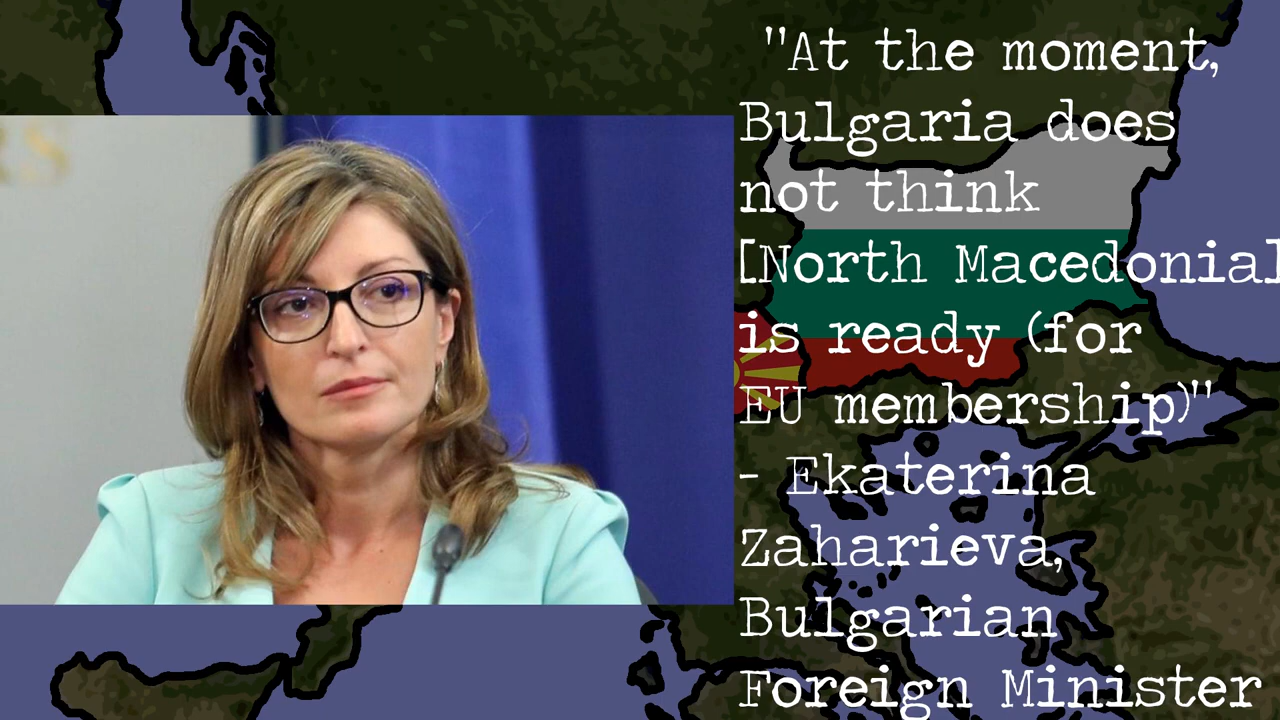 "At the moment,
Bulgaria does
not think
[North Macedonia]
is ready (for
EU membership)"
- Ekaterina
Zaharieva,
Bulgarian
Foreign Minister